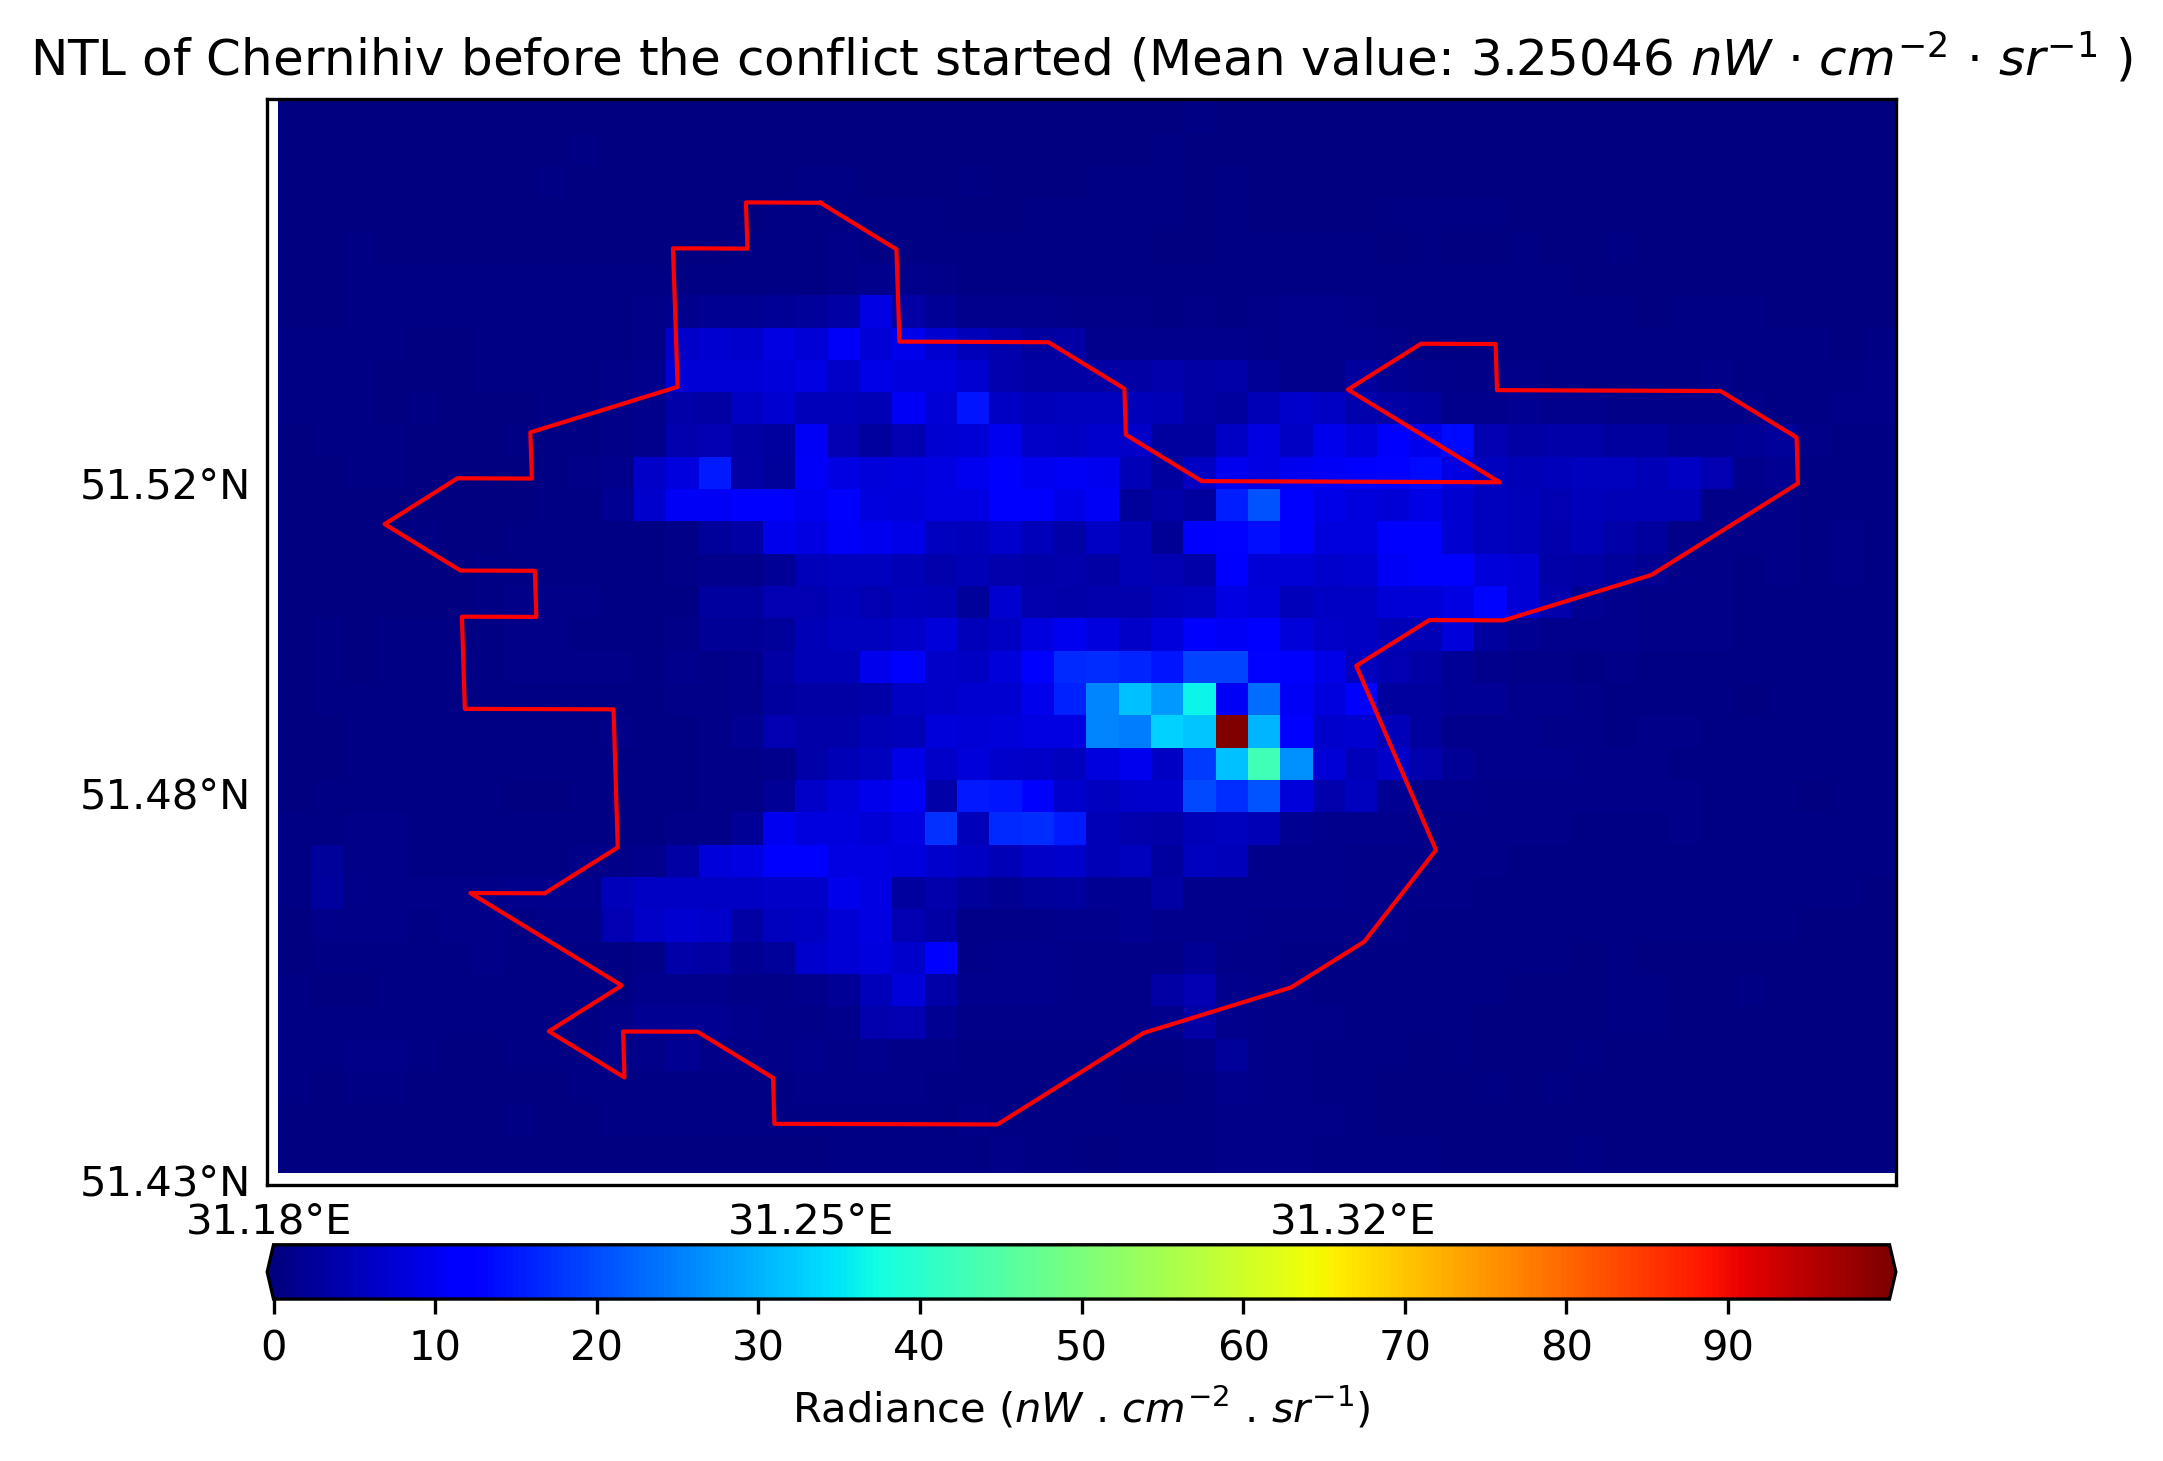 NTL of Chernihiv before the conflict started (Mean value: 3.25046 nW · cm⁻² · sr⁻¹ )
51.52°N
51.48°N
51.43°N
31.18°E 31.25°E 31.32°E
0 10 20 30 40 50 60 70 80 90
Radiance (nW . cm⁻² . sr⁻¹)